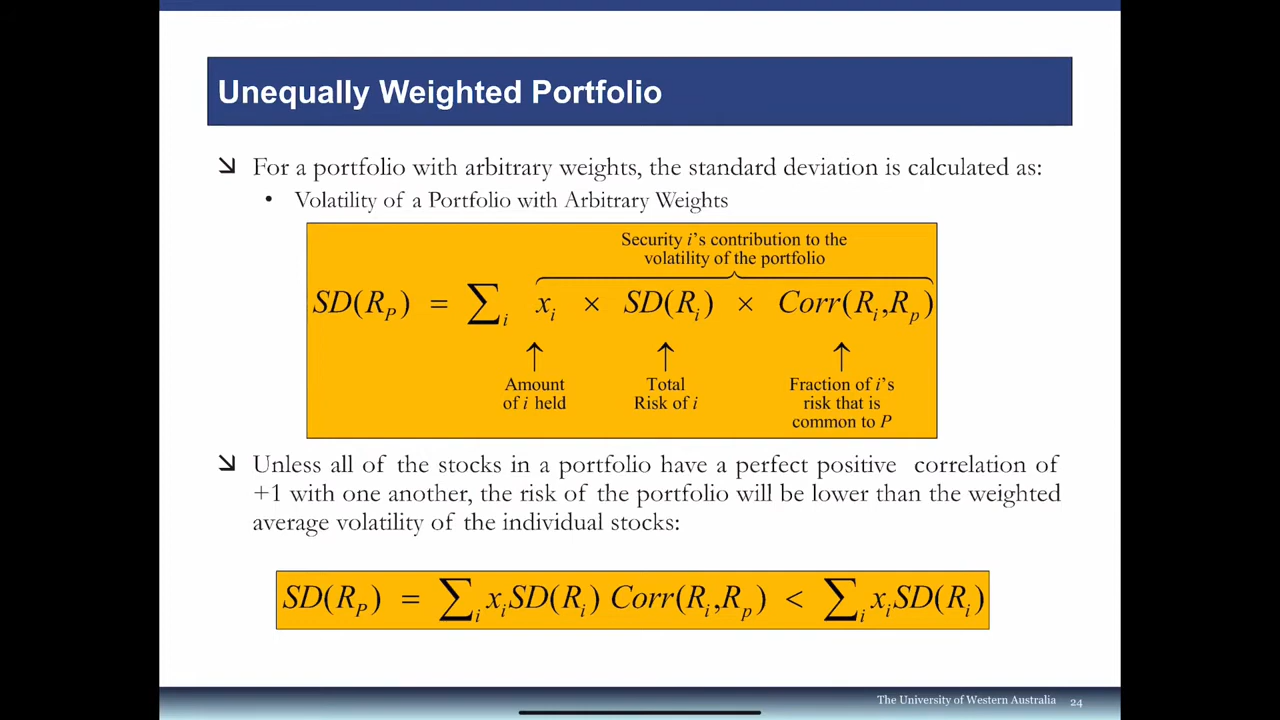 Unequally Weighted Portfolio
↘ For a portfolio with arbitrary weights, the standard deviation is calculated as:
• Volatility of a Portfolio with Arbitrary Weights
Security i's contribution to the
volatility of the portfolio
SD(R_P) = ∑_i x_i × SD(R_i) × Corr(R_i,R_p)
↑ ↑ ↑
Amount of i held
Total Risk of i
Fraction of i's risk that is common to P
↘ Unless all of the stocks in a portfolio have a perfect positive correlation of
+1 with one another, the risk of the portfolio will be lower than the weighted
average volatility of the individual stocks:
SD(R_P) = ∑_i x_iSD(R_i) Corr(R_i,R_p) < ∑_i x_iSD(R_i)
The University of Western Australia 24